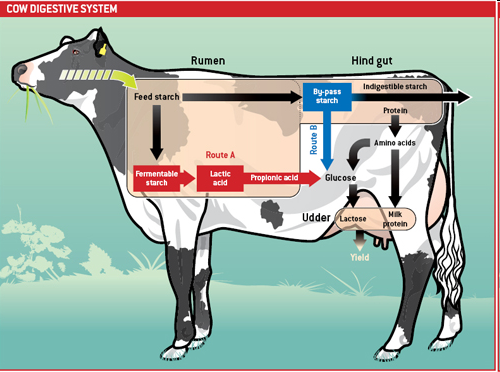 COW DIGESTIVE SYSTEM
Rumen
Hind gut
Feed starch
By-pass
starch
Indigestible starch
Protein
Route B
Amino acids
Route A
Fermentable
starch
Lactic
acid
Propionic acid
Glucose
Udder
Lactose
Milk
protein
Yield